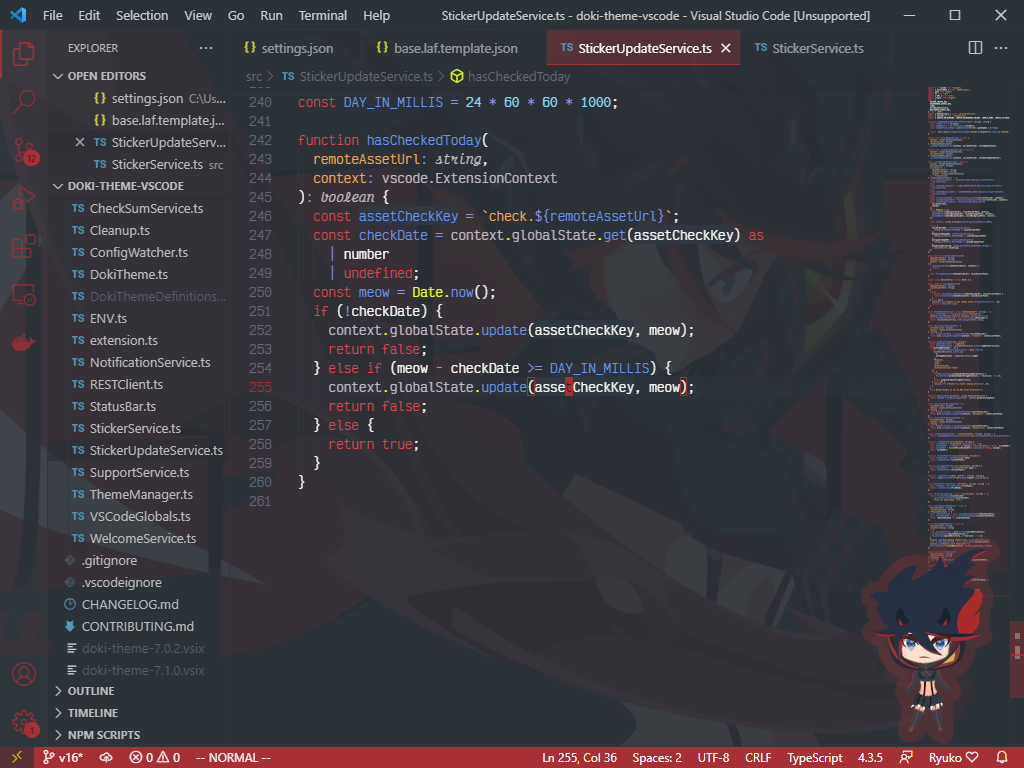 File Edit Selection View Go Run Terminal Help StickerUpdateService.ts - doki-theme-vscode - Visual Studio Code [Unsupported]
EXPLORER ···
OPEN EDITORS
{} settings.json C:\Us...
{} base.laf.template.j...
TS StickerUpdateServ...
TS StickerService.ts src
DOKI-THEME-VSCODE
TS CheckSumService.ts
TS Cleanup.ts
TS ConfigWatcher.ts
TS DokiTheme.ts
TS DokiThemeDefinitions...
TS ENV.ts
TS extension.ts
TS NotificationService.ts
TS RESTClient.ts
TS StatusBar.ts
TS StickerService.ts
TS StickerUpdateService.ts
TS SupportService.ts
TS ThemeManager.ts
TS VSCodeGlobals.ts
TS WelcomeService.ts
.gitignore
.vscodeignore
CHANGELOG.md
CONTRIBUTING.md
doki-theme-7.0.2.vsix
doki-theme-7.1.0.vsix
OUTLINE
TIMELINE
NPM SCRIPTS
12
1
{} settings.json {} base.laf.template.json TS StickerUpdateService.ts TS StickerService.ts ···
src > TS StickerUpdateService.ts > hasCheckedToday
240 const DAY_IN_MILLIS = 24 * 60 * 60 * 1000;
241
242 function hasCheckedToday(
243 remoteAssetUrl: string,
244 context: vscode.ExtensionContext
245 ): boolean {
246 const assetCheckKey = `check.${remoteAssetUrl}`;
247 const checkDate = context.globalState.get(assetCheckKey) as
248 | number
249 | undefined;
250 const meow = Date.now();
251 if (!checkDate) {
252 context.globalState.update(assetCheckKey, meow);
253 return false;
254 } else if (meow - checkDate >= DAY_IN_MILLIS) {
255 context.globalState.update(assetCheckKey, meow);
256 return false;
257 } else {
258 return true;
259 }
260 }
261
v16* 0 0 -- NORMAL -- Ln 255, Col 36 Spaces: 2 UTF-8 CRLF TypeScript 4.3.5 Ryuko♡